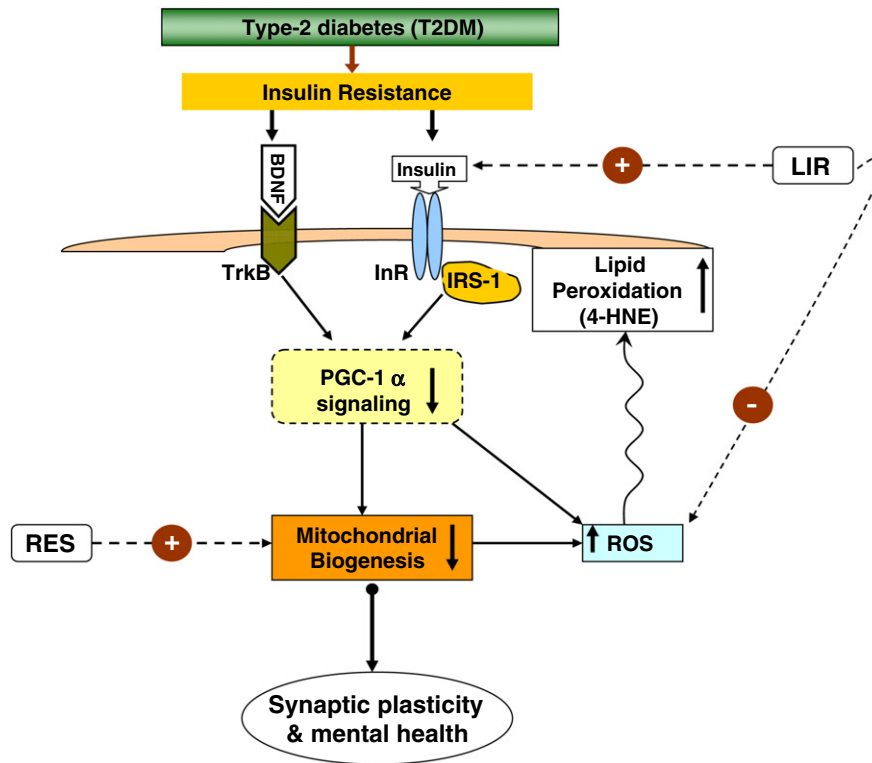 Type-2 diabetes (T2DM)
Insulin Resistance
BDNF
Insulin
+
LIR
TrkB
InR
IRS-1
Lipid
Peroxidation
(4-HNE)
PGC-1 α
signaling
-
RES
+
Mitochondrial
Biogenesis
ROS
Synaptic plasticity
& mental health